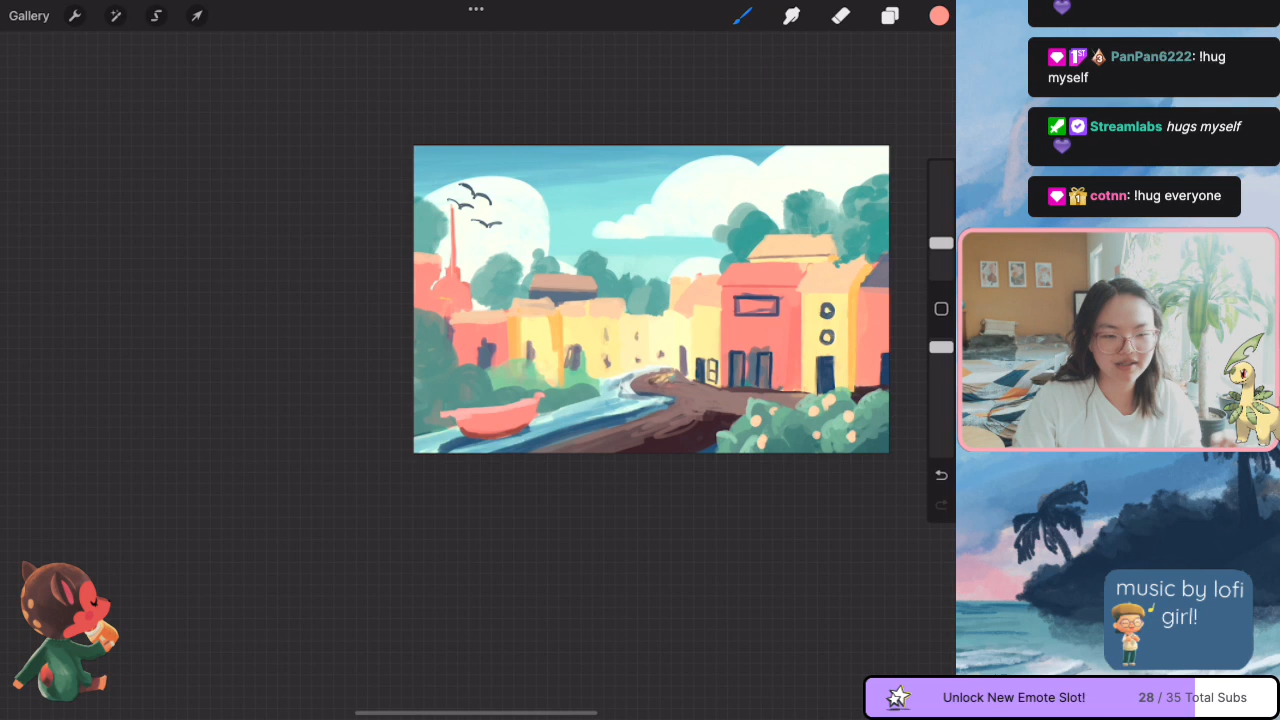 Gallery
PanPan6222: !hug
myself
Streamlabs hugs myself
cotnn: !hug everyone
music by lofi
girl!
Unlock New Emote Slot! 28 / 35 Total Subs